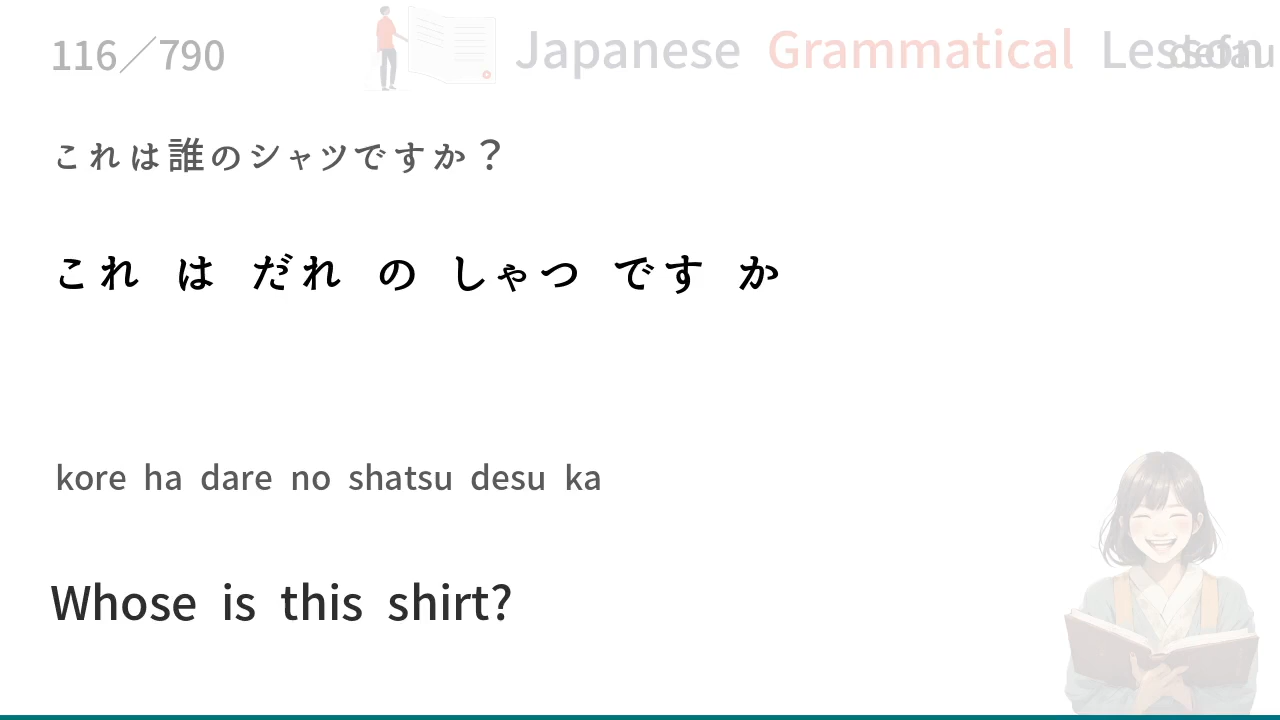 116／790
Japanese Grammatical Lesson
これは誰のシャツですか？
これ は だれ の しゃつ です か
kore ha dare no shatsu desu ka
Whose is this shirt?